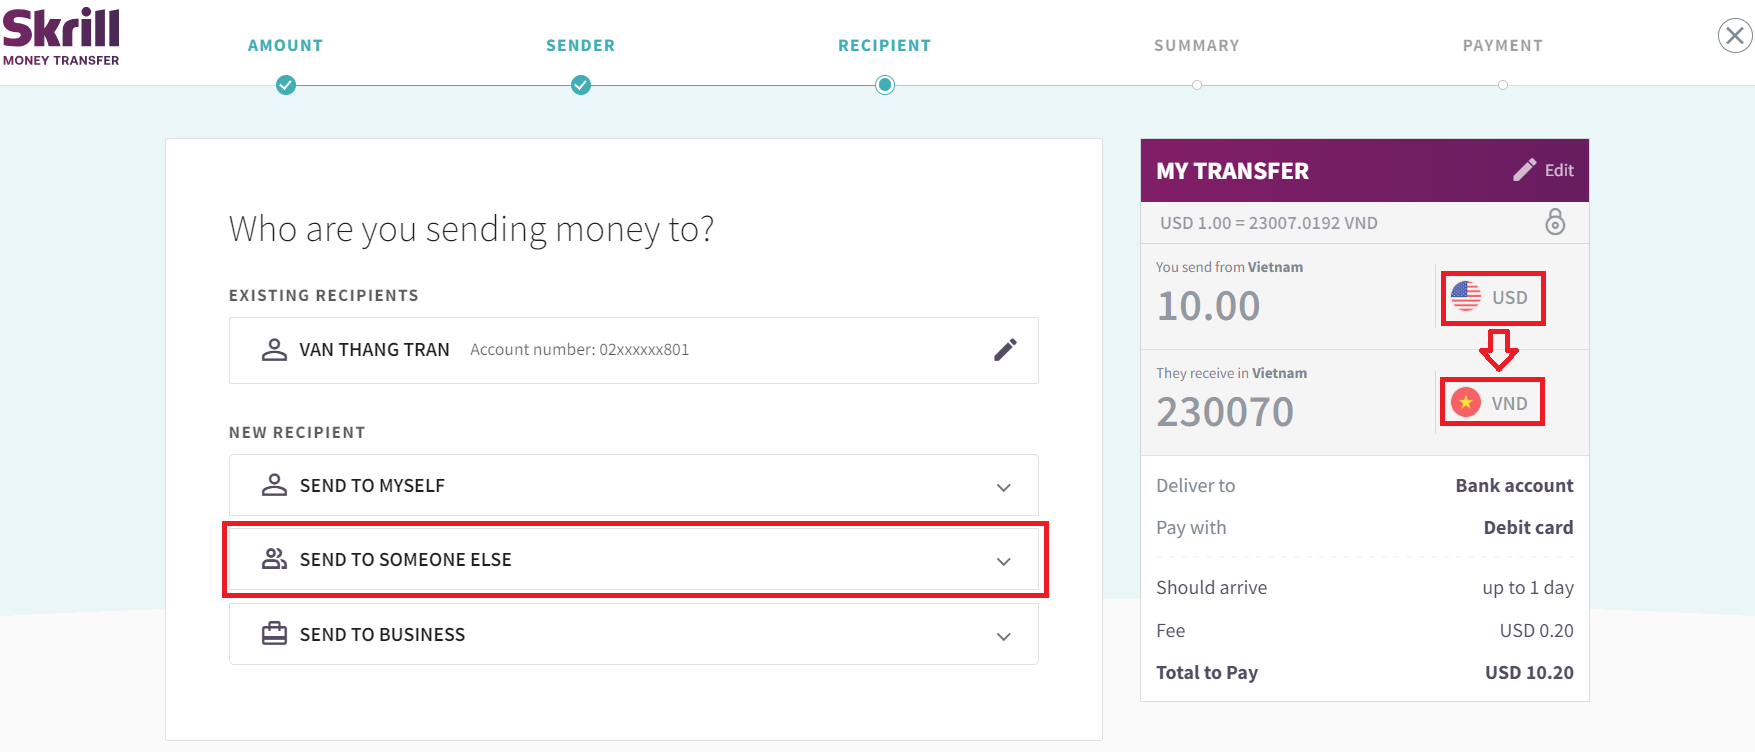 Skrill
MONEY TRANSFER
AMOUNT
SENDER
RECIPIENT
SUMMARY
PAYMENT
Who are you sending money to?
EXISTING RECIPIENTS
VAN THANG TRAN Account number: 02xxxxxx801
NEW RECIPIENT
SEND TO MYSELF
SEND TO SOMEONE ELSE
SEND TO BUSINESS
MY TRANSFER Edit
USD 1.00 = 23007.0192 VND
You send from Vietnam
10.00 USD
They receive in Vietnam
230070 VND
Deliver to Bank account
Pay with Debit card
Should arrive up to 1 day
Fee USD 0.20
Total to Pay USD 10.20